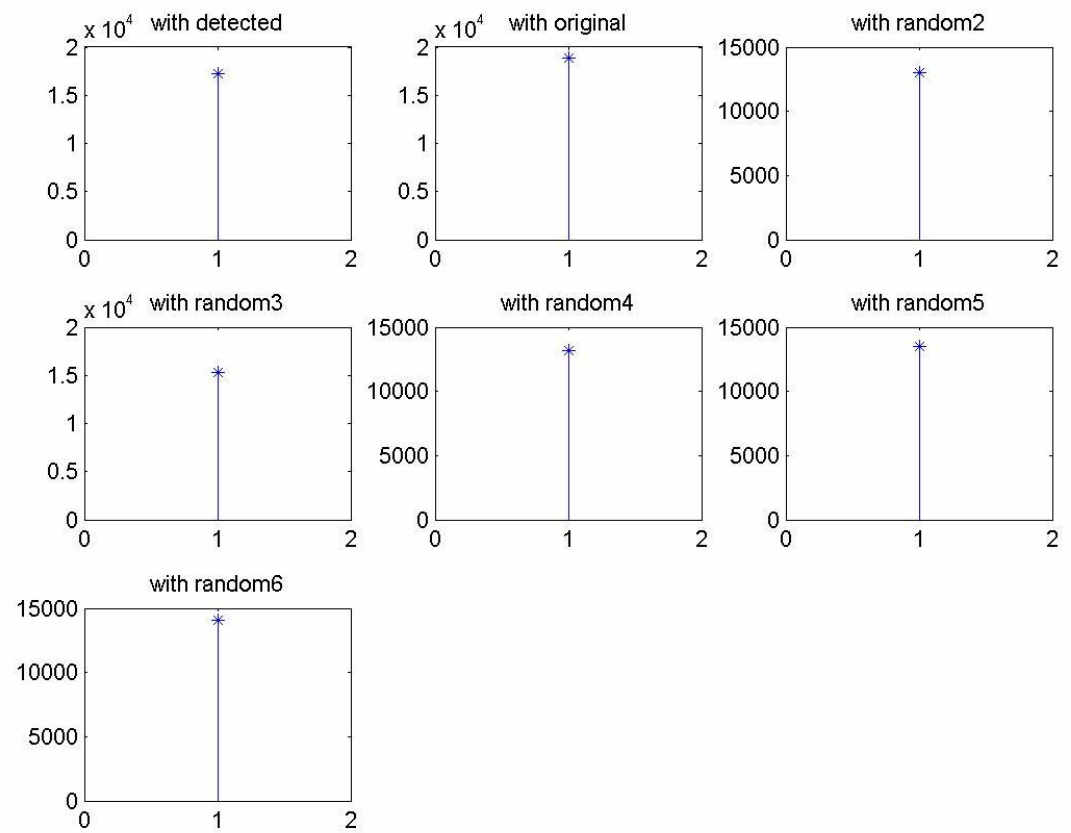 x 10^4 with detected
2
1.5
1
0.5
0
0 1 2
x 10^4 with original
2
1.5
1
0.5
0
0 1 2
with random2
15000
10000
5000
0
0 1 2
x 10^4 with random3
2
1.5
1
0.5
0
0 1 2
with random4
15000
10000
5000
0
0 1 2
with random5
15000
10000
5000
0
0 1 2
with random6
15000
10000
5000
0
0 1 2